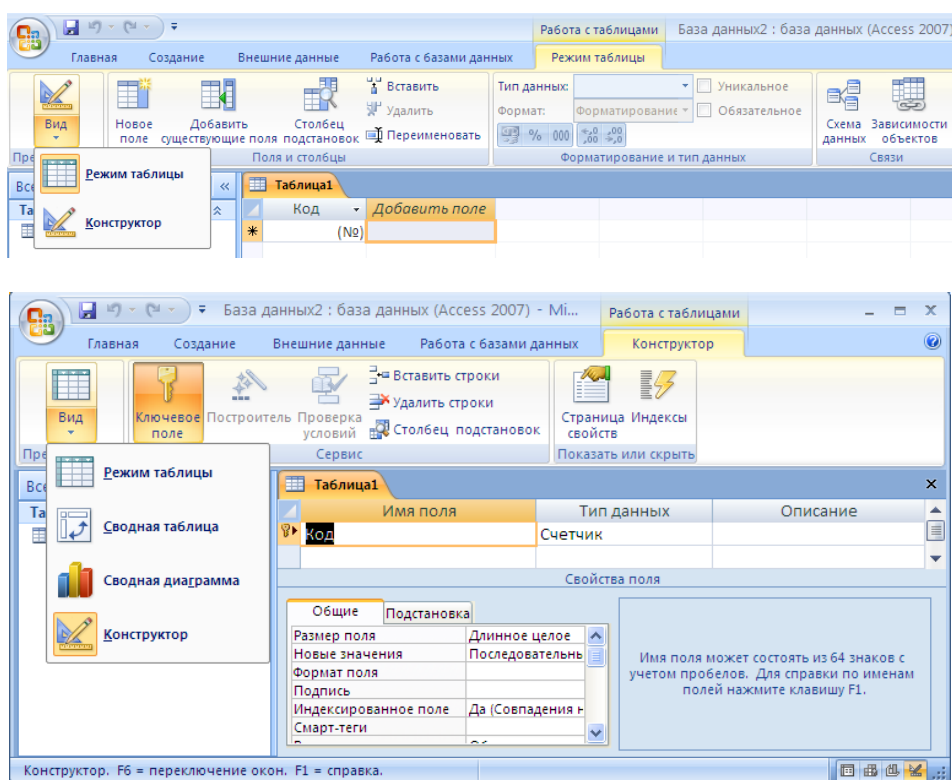 Работа с таблицами База данных2 : база данных (Access 2007)
Главная Создание Внешние данные Работа с базами данных Режим таблицы
Вид
Новое поле
Добавить существующие поля
Столбец подстановок
Вставить
Удалить
Переименовать
Тип данных:
Формат: Форматирование
% 000
Уникальное
Обязательное
Схема данных
Зависимости объектов
Поля и столбцы Форматирование и тип данных Связи
Режим таблицы
Конструктор
Таблица1
Код Добавить поле
(№)
База данных2 : база данных (Access 2007) - Mi... Работа с таблицами
Главная Создание Внешние данные Работа с базами данных Конструктор
Вид
Ключевое поле
Построитель
Проверка условий
Вставить строки
Удалить строки
Столбец подстановок
Страница свойств
Индексы
Сервис Показать или скрыть
Режим таблицы
Сводная таблица
Сводная диаграмма
Конструктор
Таблица1
Имя поля Тип данных Описание
Код Счетчик
Свойства поля
Общие Подстановка
Размер поля Длинное целое
Новые значения Последовательн
Формат поля
Подпись
Индексированное поле Да (Совпадения н
Смарт-теги
Имя поля может состоять из 64 знаков с
учетом пробелов. Для справки по именам
полей нажмите клавишу F1.
Конструктор. F6 = переключение окон. F1 = справка.